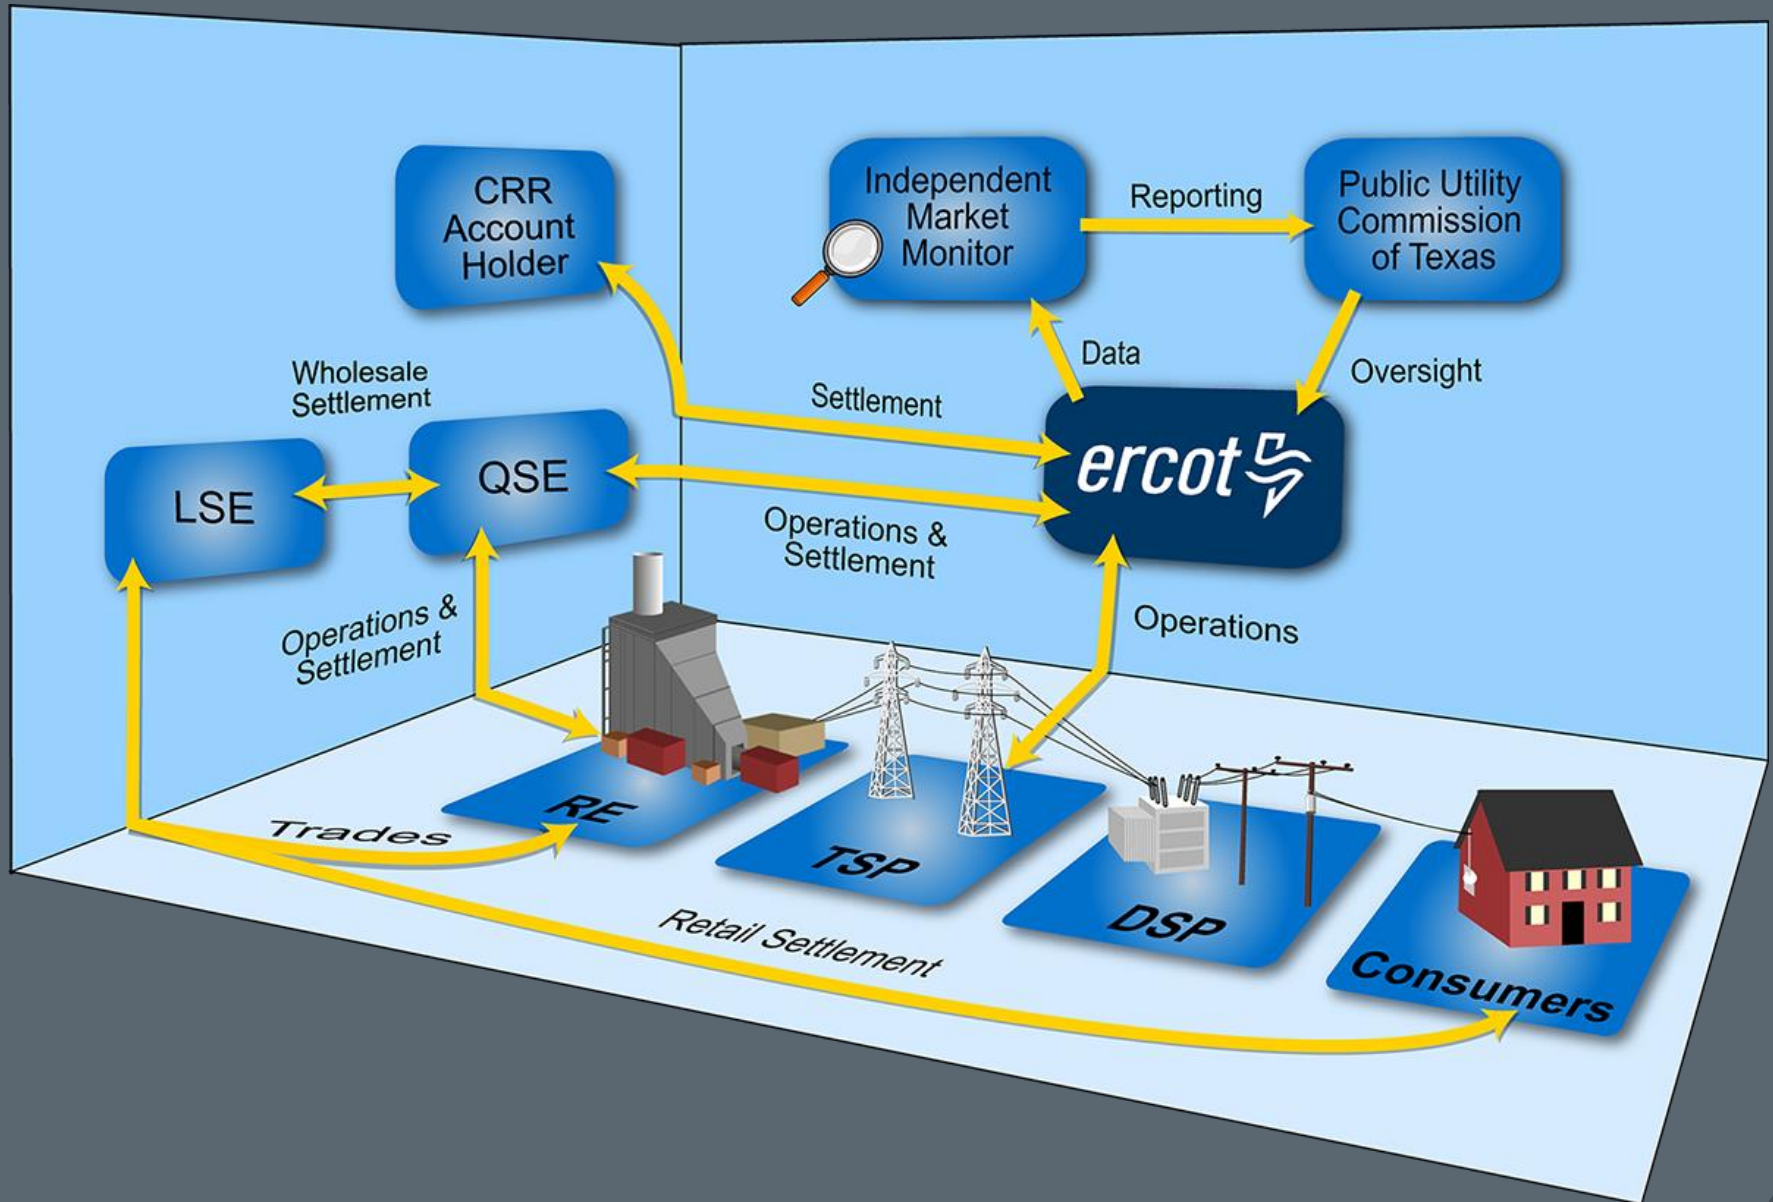 CRR
Account
Holder
Independent
Market
Monitor
Reporting
Public Utility
Commission
of Texas
Wholesale
Settlement
Settlement
Data
Oversight
LSE
QSE
ercot
Operations &
Settlement
Operations &
Settlement
Operations
Trades
RE
TSP
DSP
Consumers
Retail Settlement